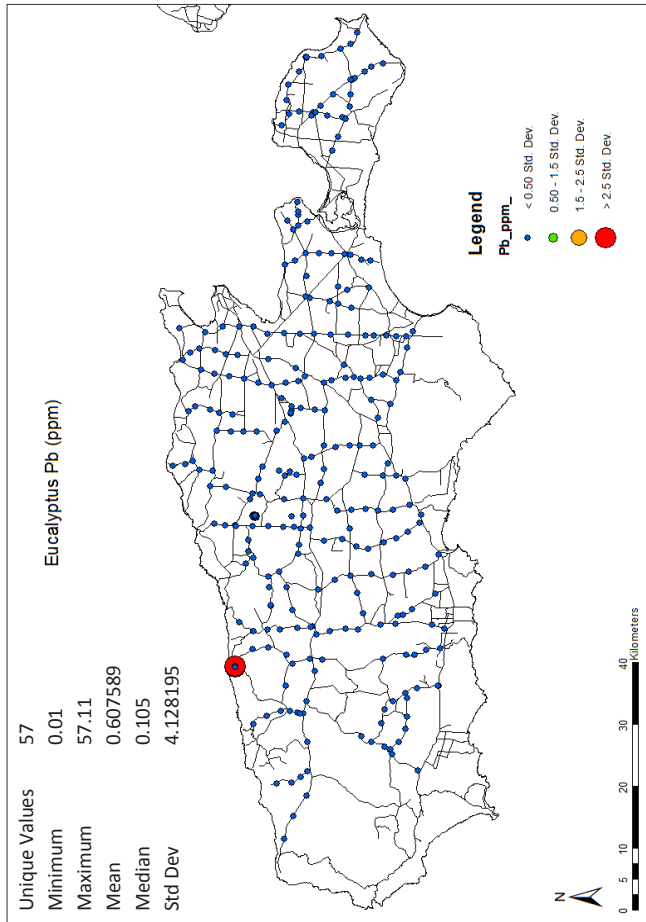 Unique Values 57
Minimum 0.01
Maximum 57.11
Mean 0.607589
Median 0.105
Std Dev 4.128195
Eucalyptus Pb (ppm)
Legend
Pb_ppm_
< 0.50 Std. Dev.
0.50 - 1.5 Std. Dev.
1.5 - 2.5 Std. Dev.
> 2.5 Std. Dev.
N
0 5 10 20 30 40
Kilometers